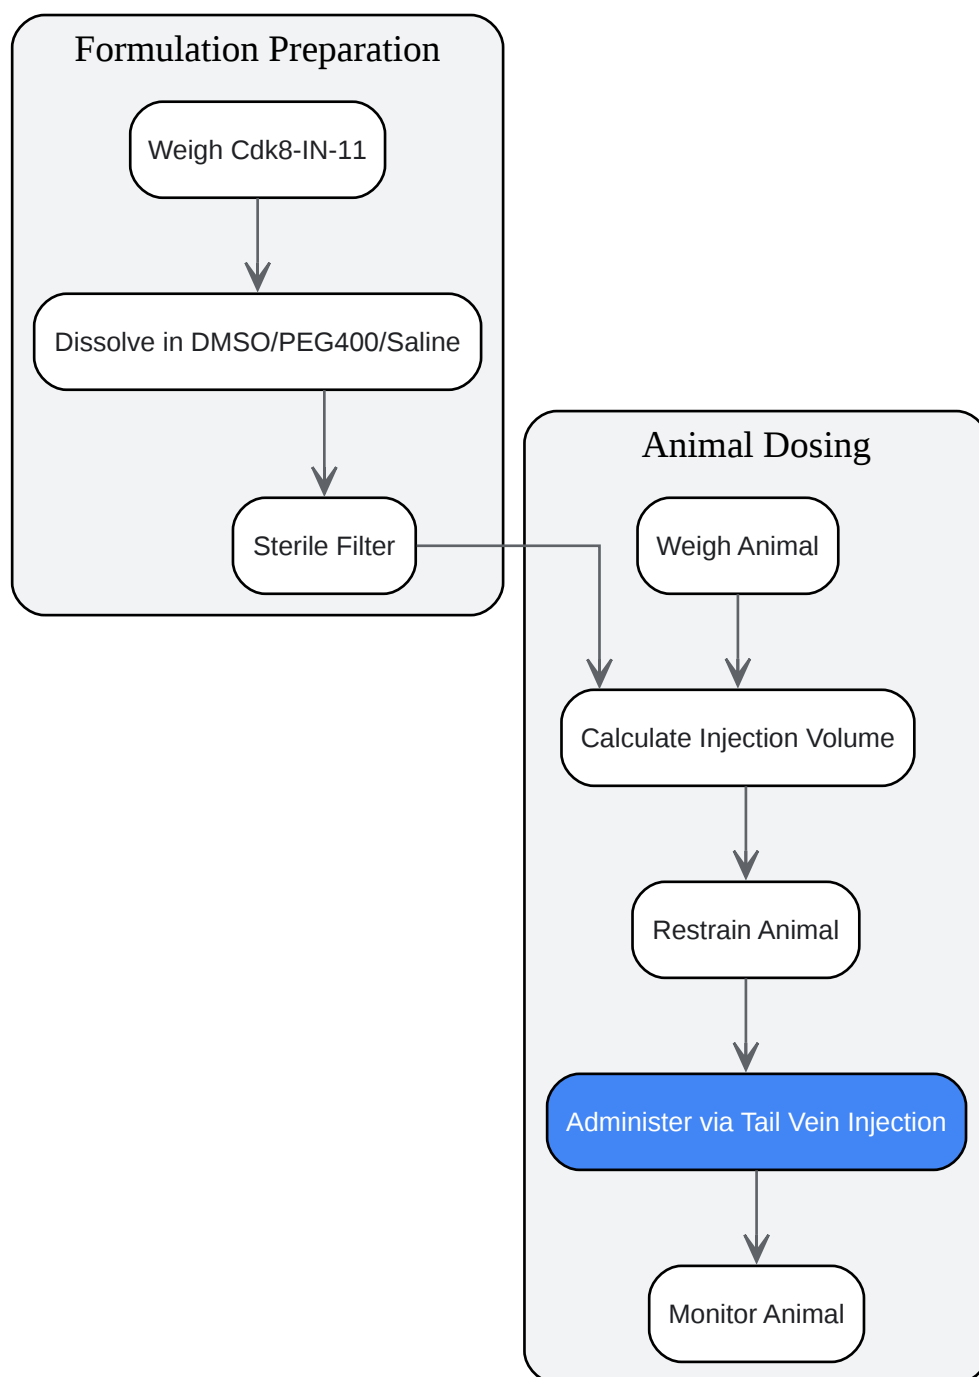 Formulation Preparation
Weigh Cdk8-IN-11
Dissolve in DMSO/PEG400/Saline
Sterile Filter
Animal Dosing
Weigh Animal
Calculate Injection Volume
Restrain Animal
Administer via Tail Vein Injection
Monitor Animal